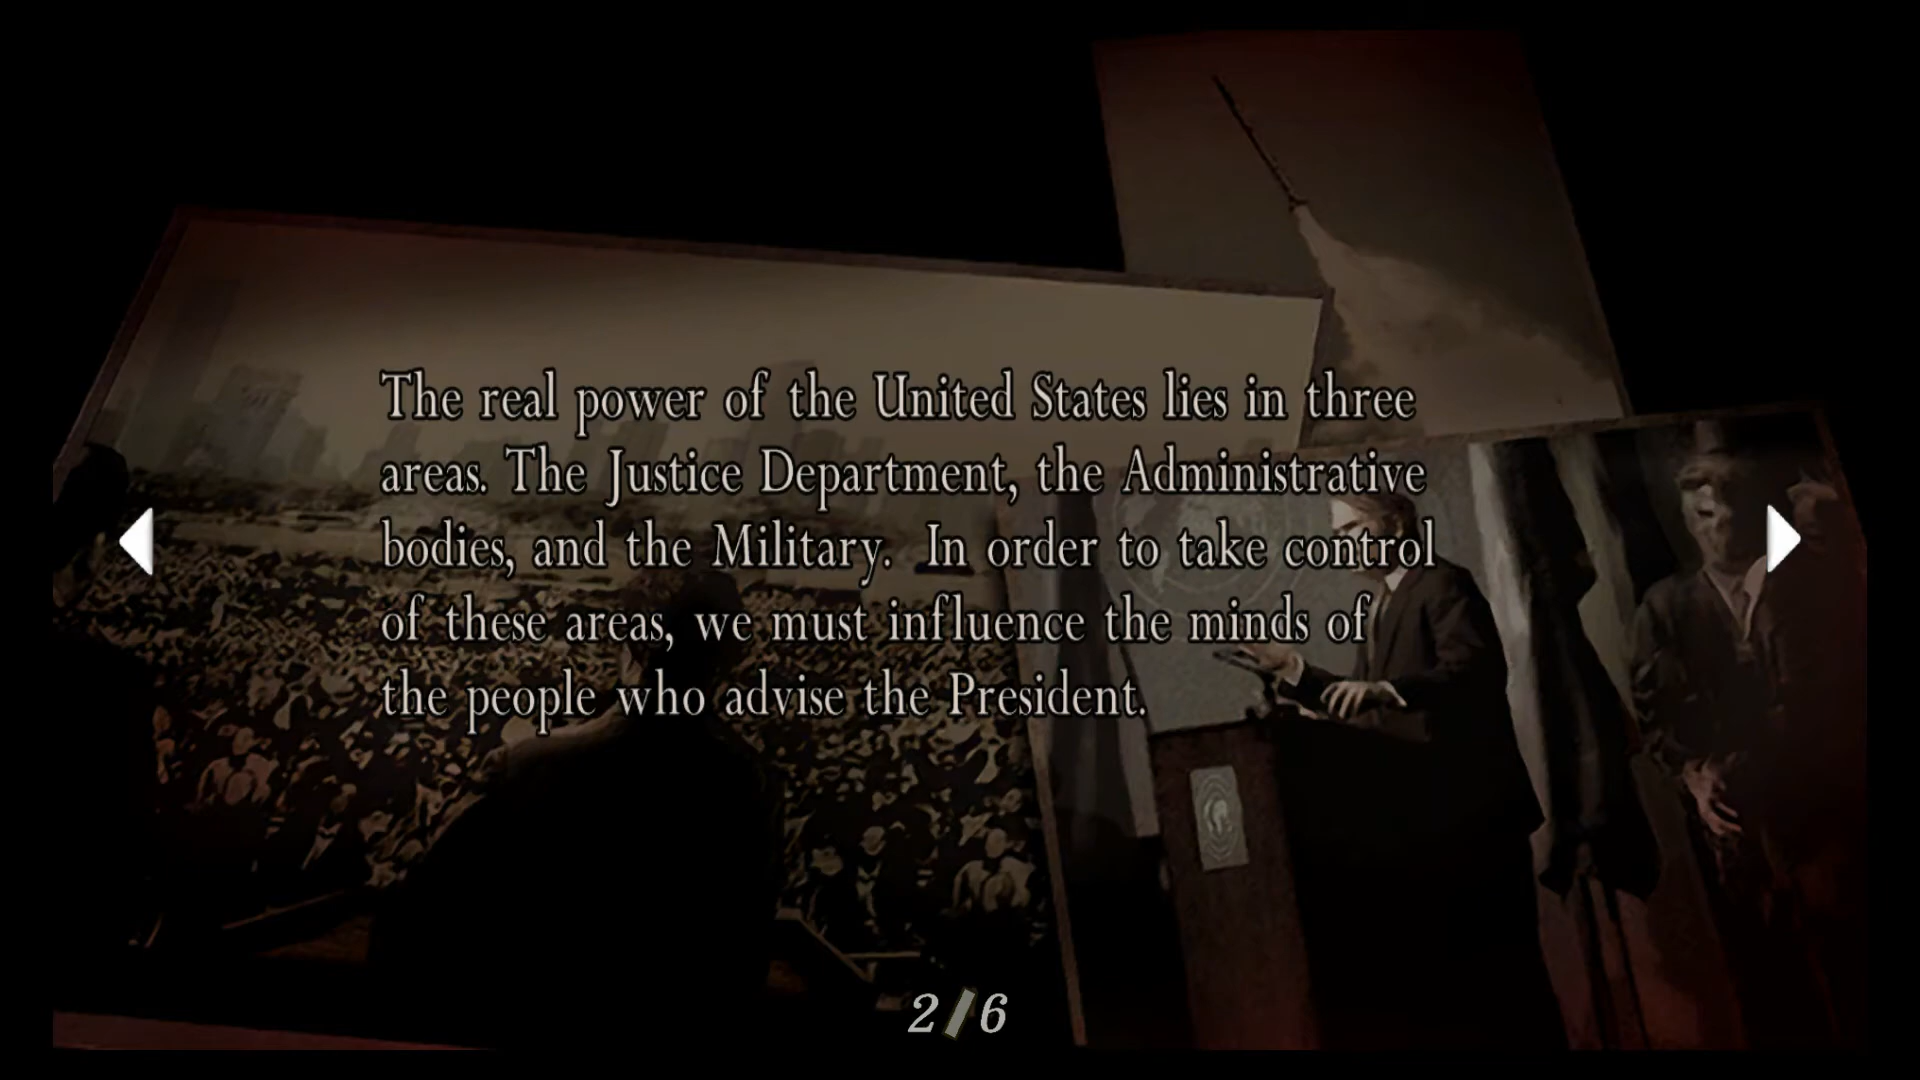 The real power of the United States lies in three
areas. The Justice Department, the Administrative
bodies, and the Military. In order to take control
of these areas, we must influence the minds of
the people who advise the President.
2/6